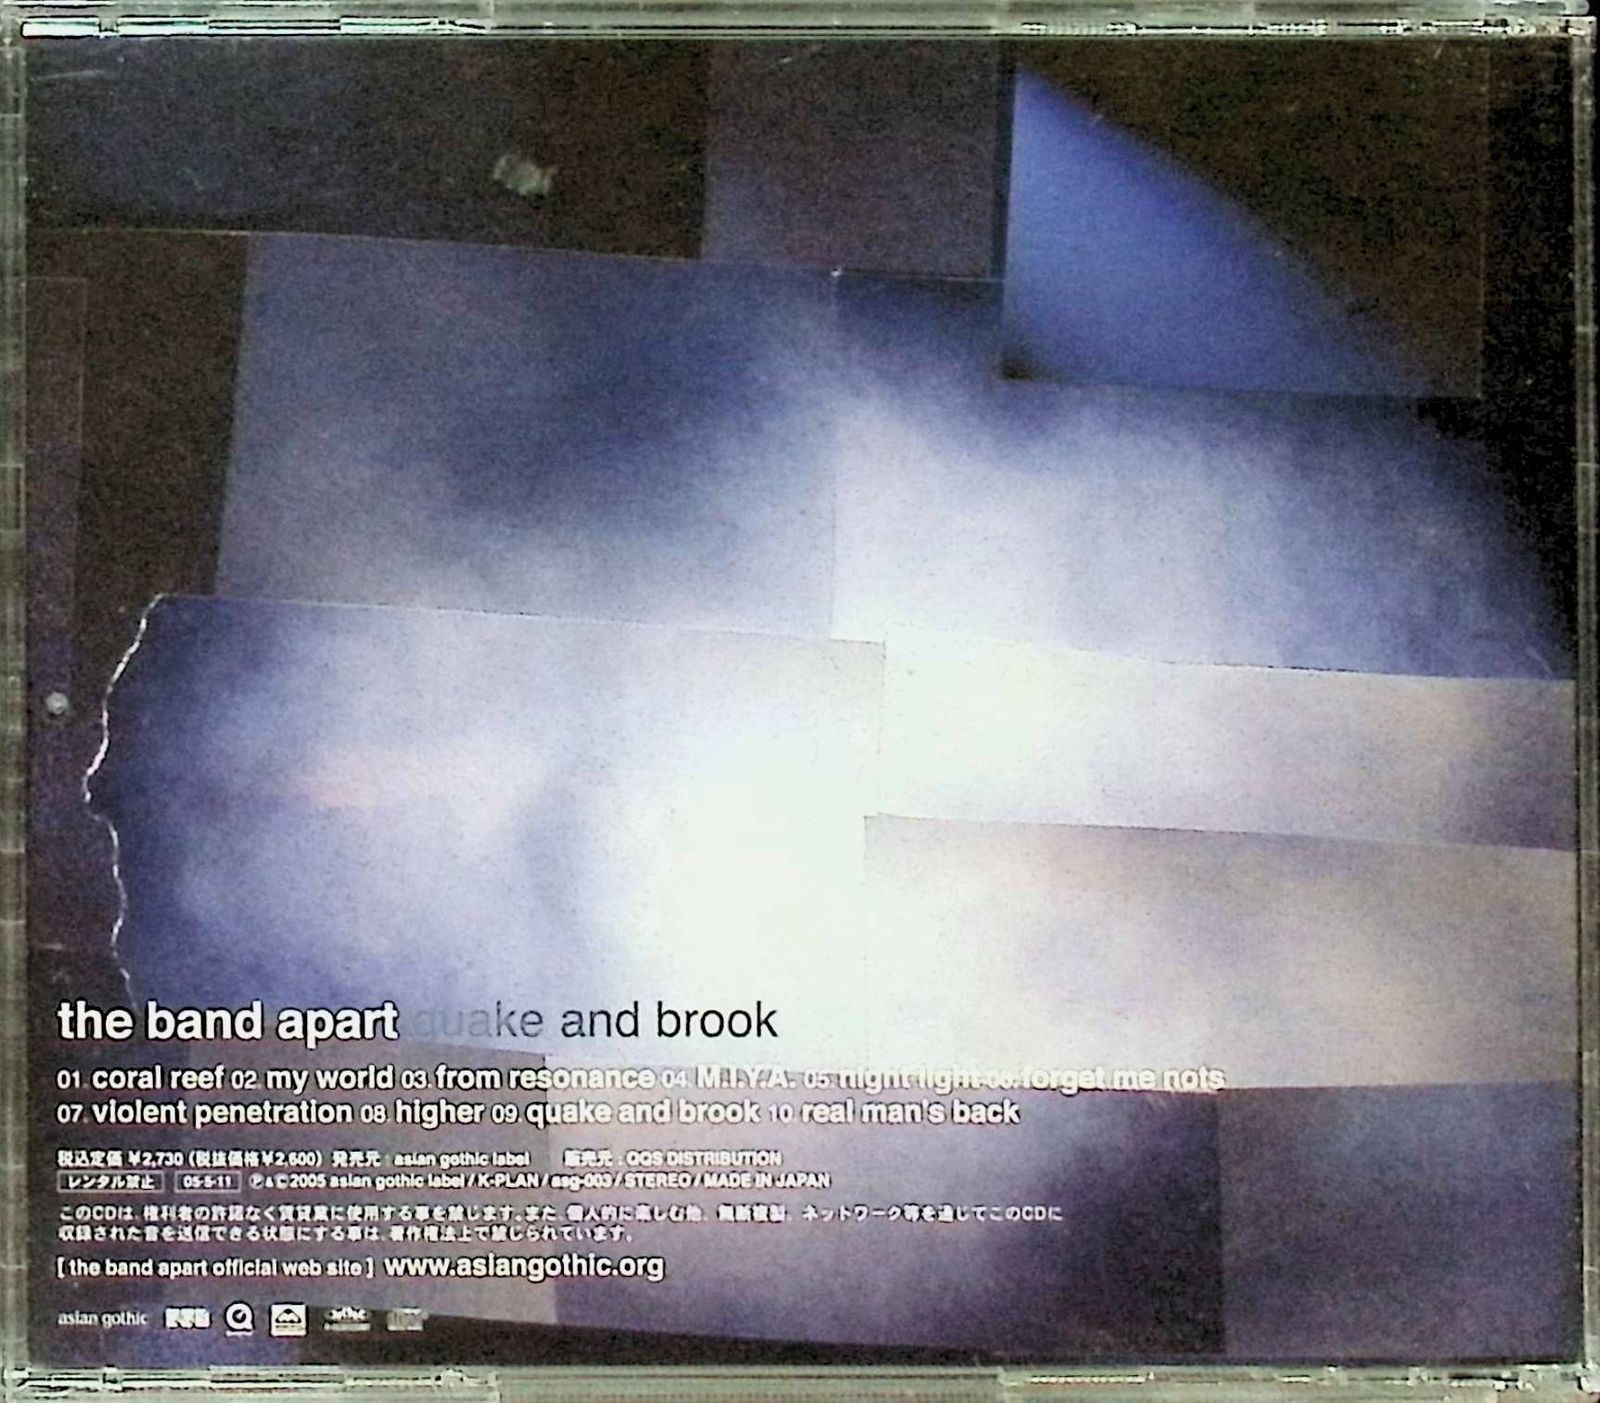 the band apart quake and brook
01. coral reef 02. my world 03. from resonance 04. M.I.Y.A. 05. night light 06. forget me nots
07. violent penetration 08. higher 09. quake and brook 10. real man's back
税込定価 ¥2,730 (税抜価格¥2,600) 発売元 : asian gothic label 販売元 : QQS DISTRIBUTION
レンタル禁止 05·5·11 Ⓟ&©2005 asian gothic label / K-PLAN / asg-003 / STEREO / MADE IN JAPAN
このCDは、権利者の許諾なく賃貸業に使用する事を禁じます。また、個人的に楽しむ他、無断複製、ネットワーク等を通じてこのCDに
収録された音を送信できる状態にする事は、著作権法上で禁じられています。
[ the band apart official web site ] www.asiangothic.org
asian gothic